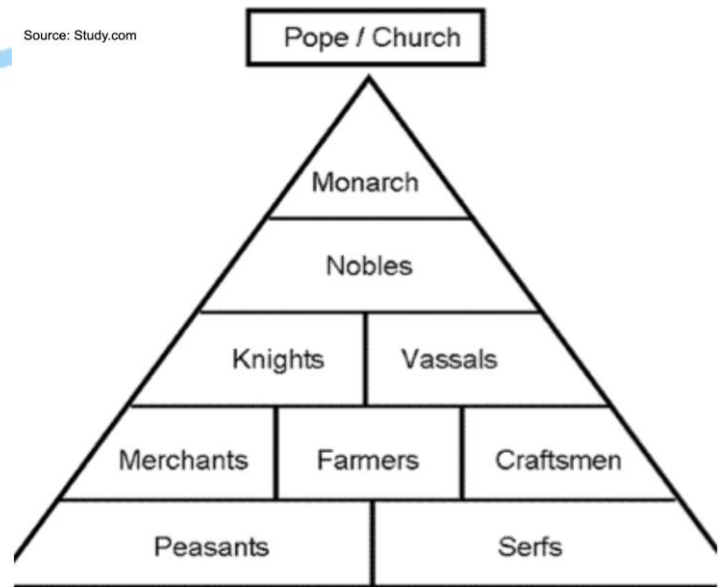 Source: Study.com
Pope / Church
Monarch
Nobles
Knights Vassals
Merchants Farmers Craftsmen
Peasants Serfs